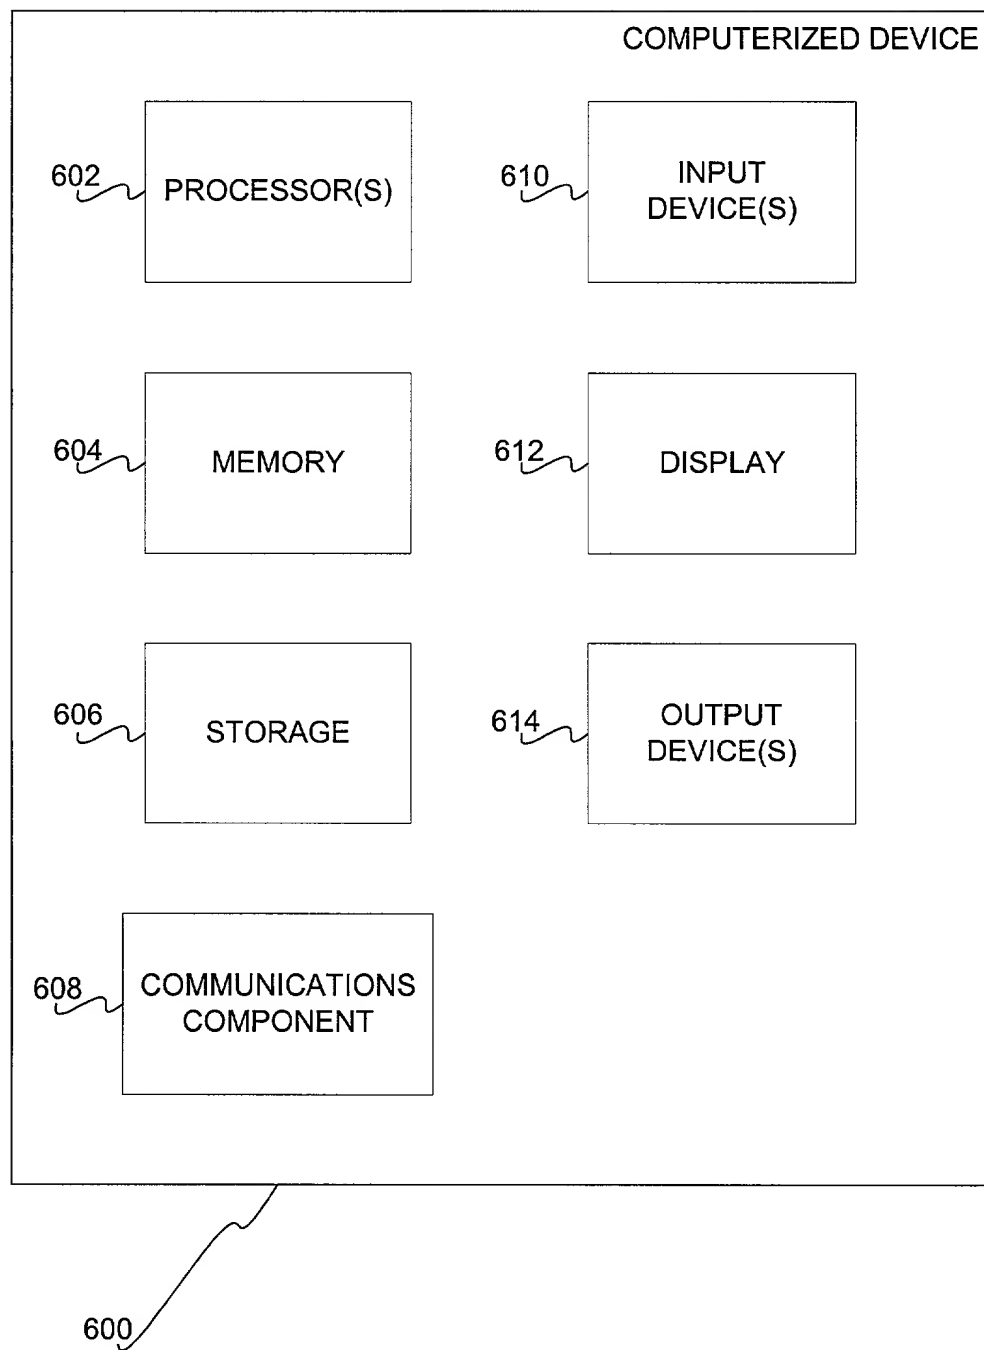 COMPUTERIZED DEVICE
602
PROCESSOR(S)
610
INPUT
DEVICE(S)
604
MEMORY
612
DISPLAY
606
STORAGE
614
OUTPUT
DEVICE(S)
608
COMMUNICATIONS
COMPONENT
600